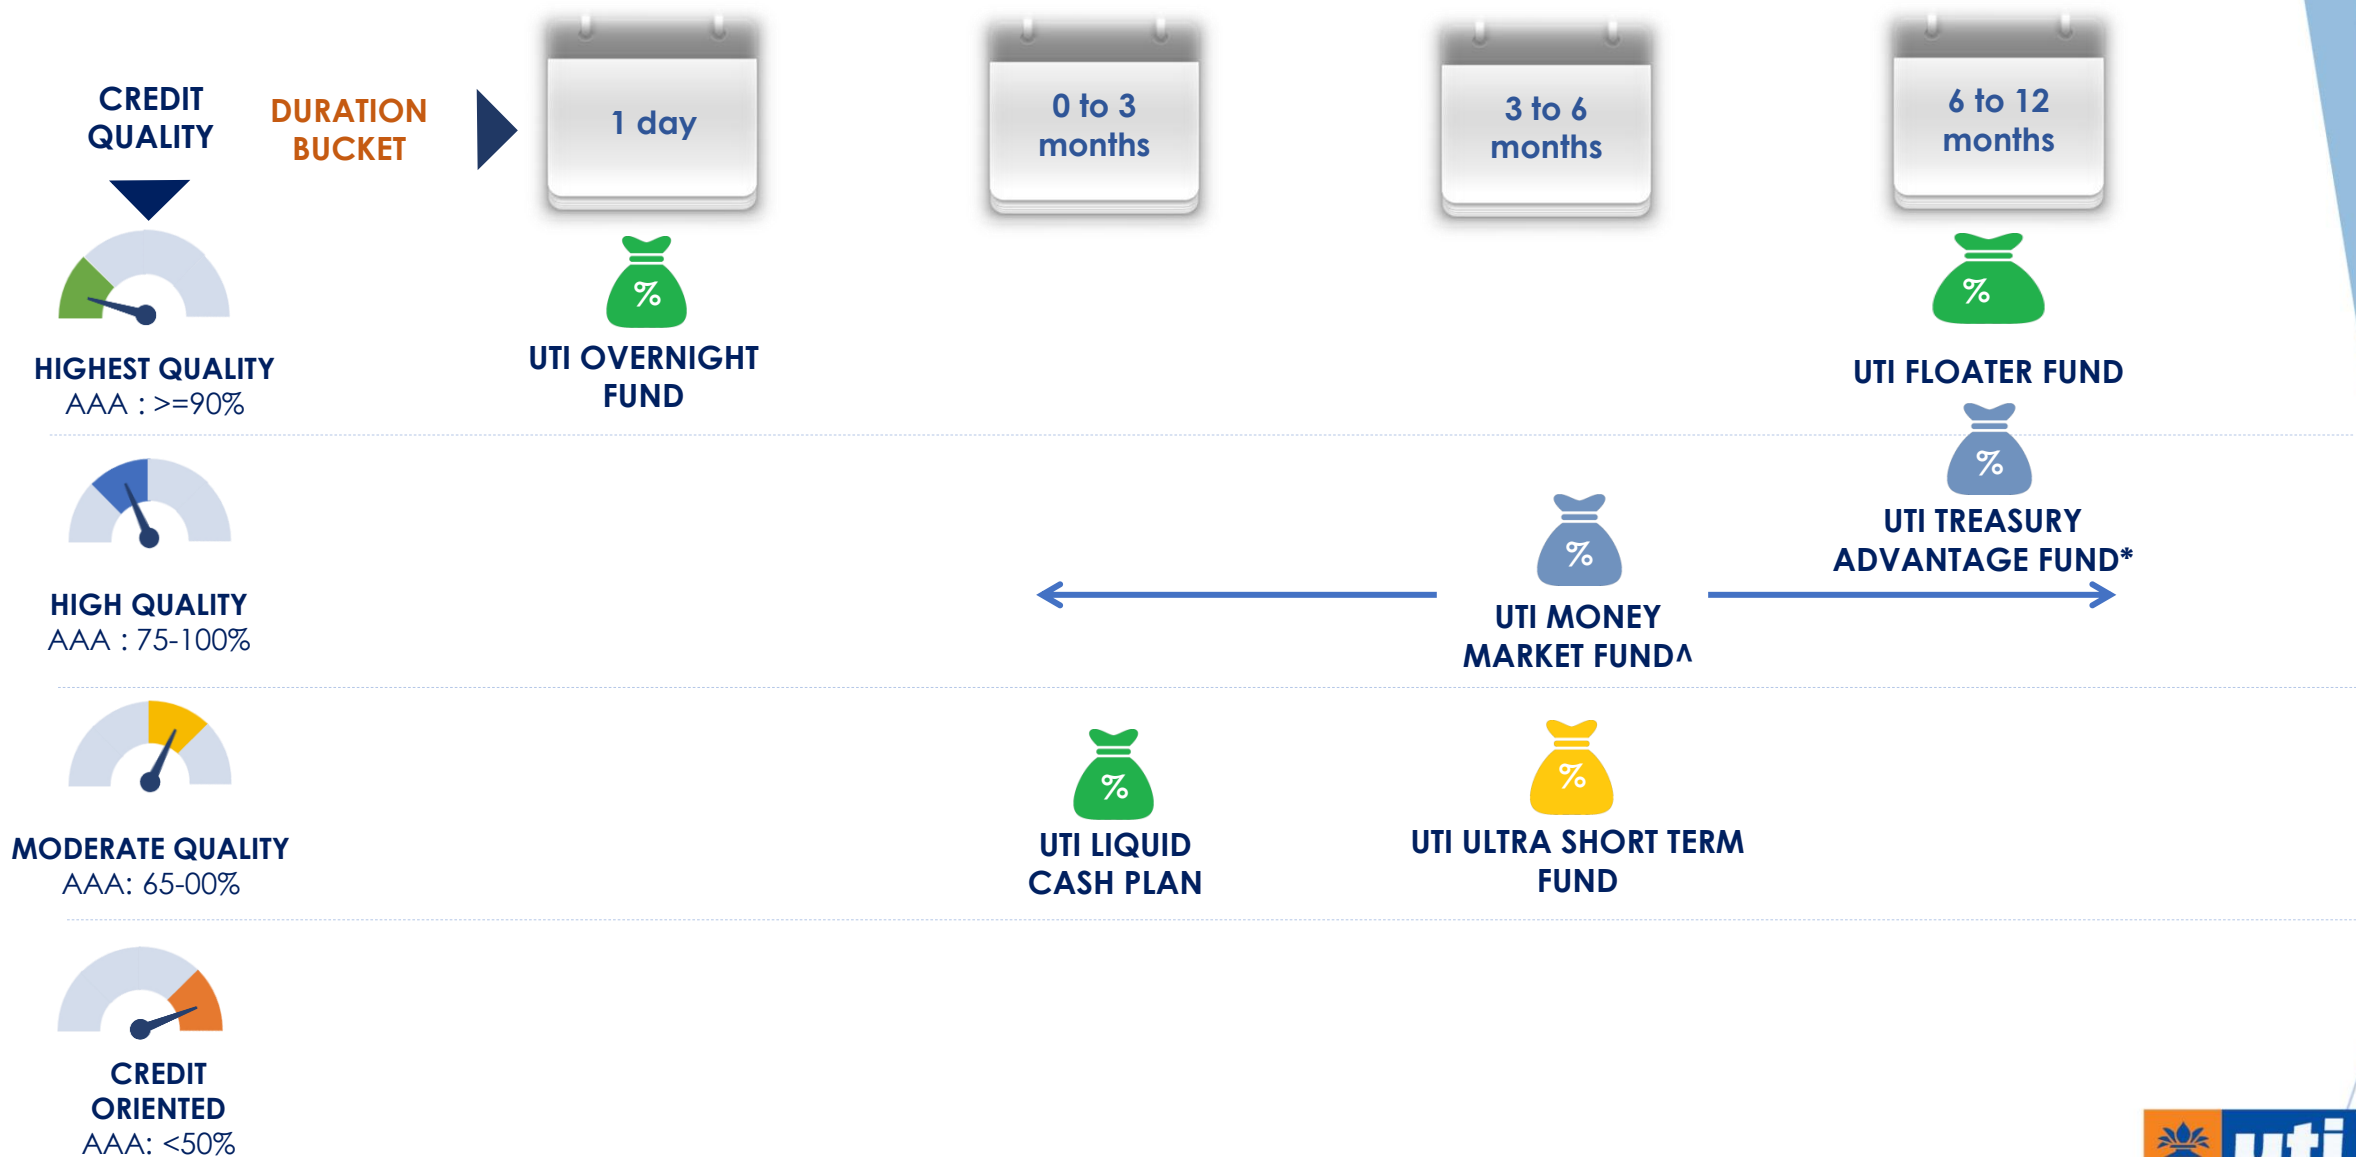 CREDIT
QUALITY
DURATION
BUCKET
1 day
0 to 3
months
3 to 6
months
6 to 12
months
HIGHEST QUALITY
AAA : >=90%
%
UTI OVERNIGHT
FUND
%
UTI FLOATER FUND
HIGH QUALITY
AAA : 75-100%
%
UTI MONEY
MARKET FUND^
%
UTI TREASURY
ADVANTAGE FUND*
MODERATE QUALITY
AAA: 65-00%
%
UTI LIQUID
CASH PLAN
%
UTI ULTRA SHORT TERM
FUND
CREDIT
ORIENTED
AAA: <50%
uti